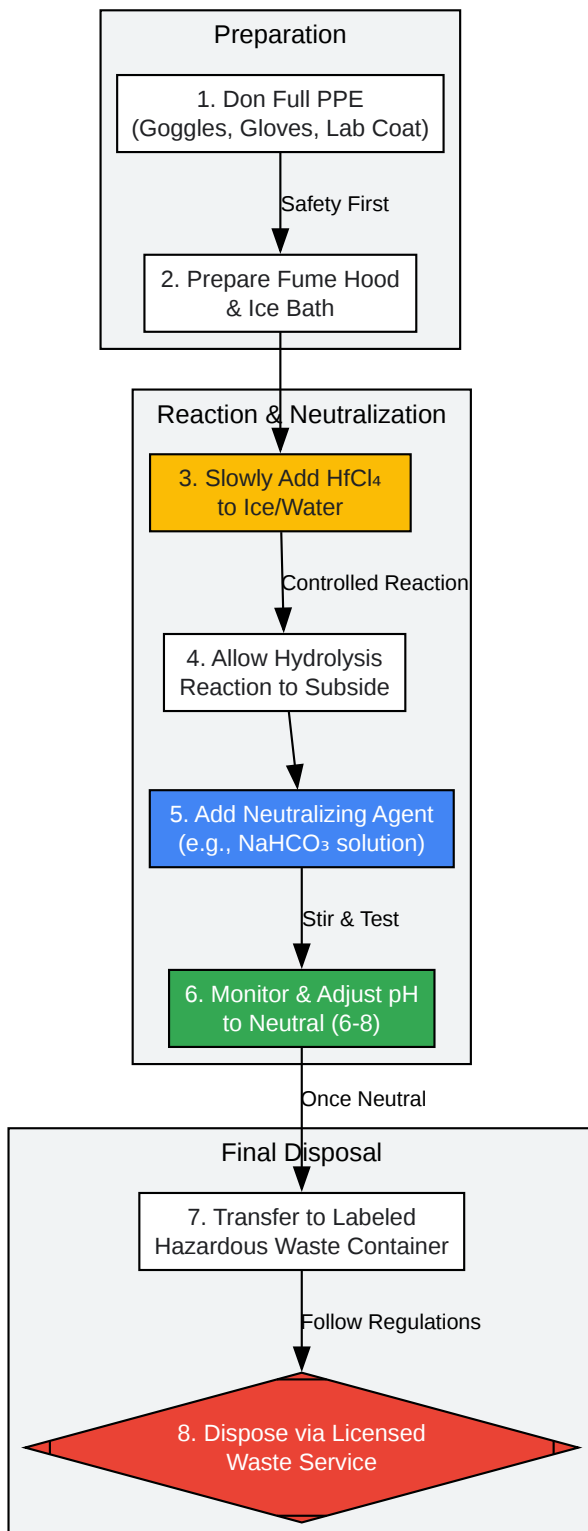 Preparation
1. Don Full PPE
(Goggles, Gloves, Lab Coat)
Safety First
2. Prepare Fume Hood
& Ice Bath
Reaction & Neutralization
3. Slowly Add HfCl₄
to Ice/Water
Controlled Reaction
4. Allow Hydrolysis
Reaction to Subside
5. Add Neutralizing Agent
(e.g., NaHCO₃ solution)
Stir & Test
6. Monitor & Adjust pH
to Neutral (6-8)
Once Neutral
Final Disposal
7. Transfer to Labeled
Hazardous Waste Container
Follow Regulations
8. Dispose via Licensed
Waste Service